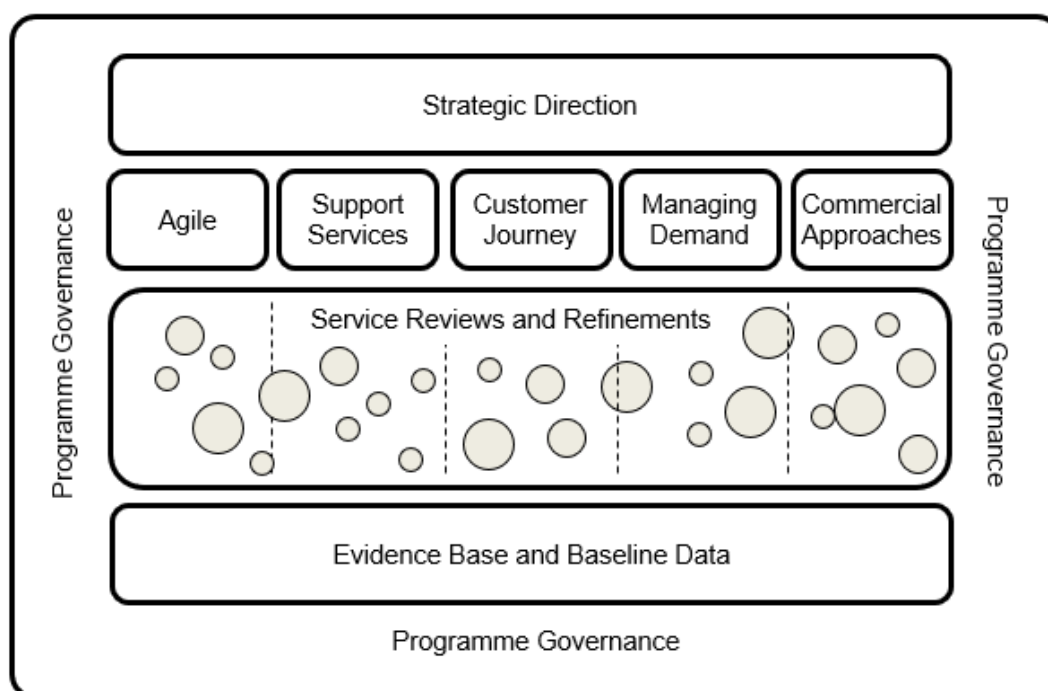 Strategic Direction
Agile
Support
Services
Customer
Journey
Managing
Demand
Commercial
Approaches
Programme Governance
Programme Governance
Service Reviews and Refinements
Evidence Base and Baseline Data
Programme Governance